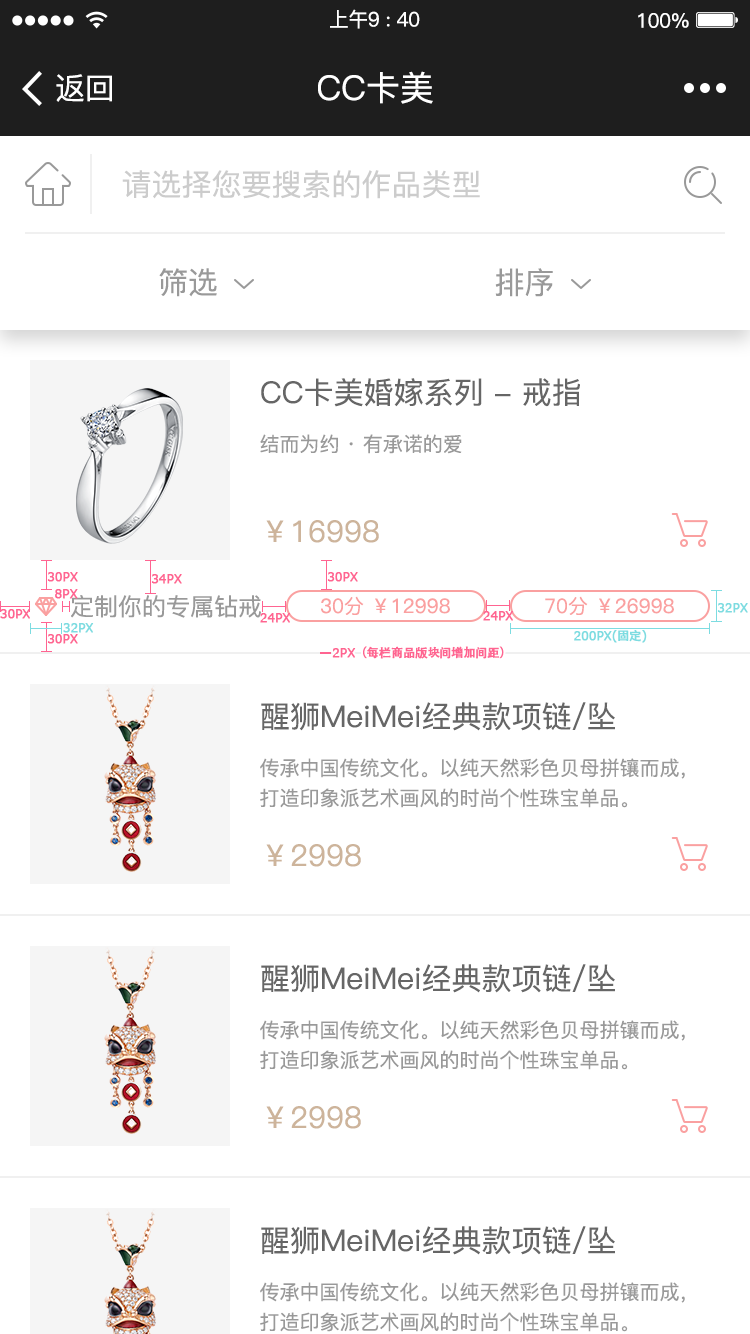 上午9 : 40
100%
返回
CC卡美
请选择您要搜索的作品类型
筛选
排序
CC卡美婚嫁系列 – 戒指
结而为约 · 有承诺的爱
￥16998
30PX
34PX
30PX
8PX
30PX
定制你的专属钻戒
24PX
30分 ￥12998
24PX
70分 ￥26998
32PX
32PX
30PX
200PX(固定)
2PX（每栏商品版块间增加间距）
醒狮MeiMei经典款项链/坠
传承中国传统文化。以纯天然彩色贝母拼镶而成，
打造印象派艺术画风的时尚个性珠宝单品。
￥2998
醒狮MeiMei经典款项链/坠
传承中国传统文化。以纯天然彩色贝母拼镶而成，
打造印象派艺术画风的时尚个性珠宝单品。
￥2998
醒狮MeiMei经典款项链/坠
传承中国传统文化。以纯天然彩色贝母拼镶而成，
打造印象派艺术画风的时尚个性珠宝单品。